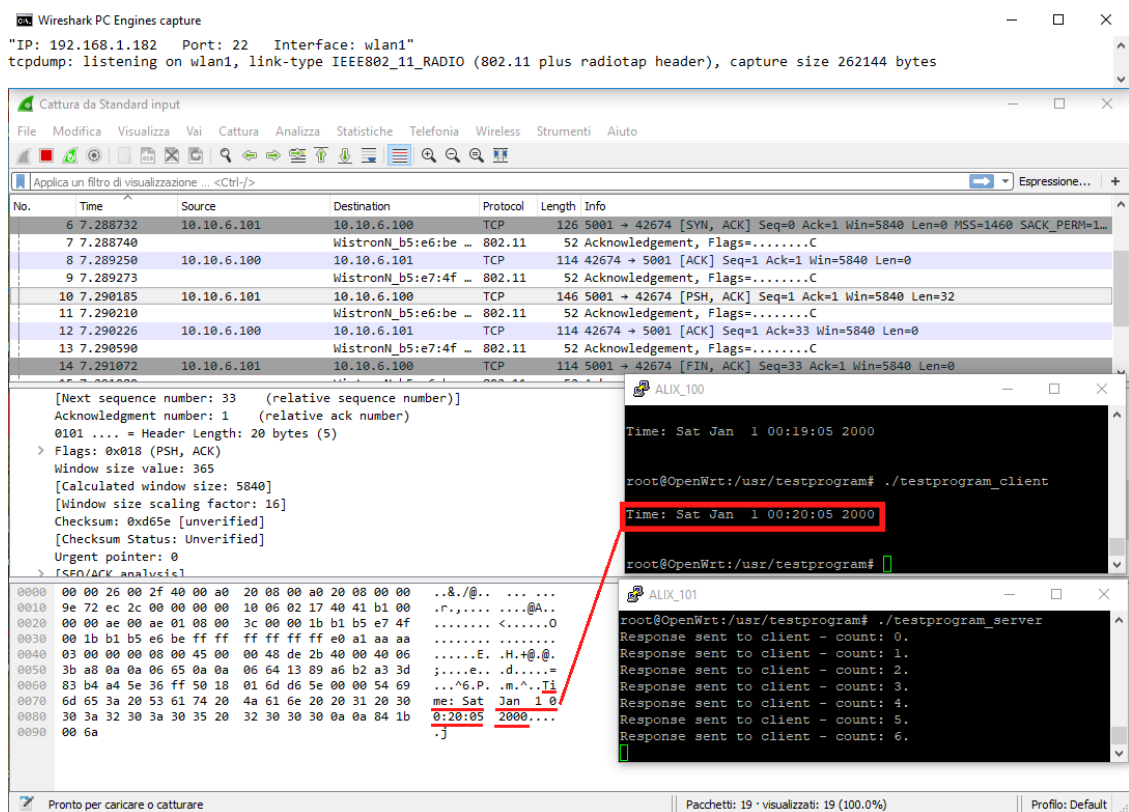 Wireshark PC Engines capture
"IP: 192.168.1.182   Port: 22   Interface: wlan1"
tcpdump: listening on wlan1, link-type IEEE802_11_RADIO (802.11 plus radiotap header), capture size 262144 bytes
Cattura da Standard input
File Modifica Visualizza Vai Cattura Analizza Statistiche Telefonia Wireless Strumenti Aiuto
Applica un filtro di visualizzazione ... <Ctrl-/> Espressione... +
No. Time Source Destination Protocol Length Info
6 7.288732 10.10.6.101 10.10.6.100 TCP 126 5001 → 42674 [SYN, ACK] Seq=0 Ack=1 Win=5840 Len=0 MSS=1460 SACK_PERM=1…
7 7.288740 WistronN_b5:e6:be … 802.11 52 Acknowledgement, Flags=........C
8 7.289250 10.10.6.100 10.10.6.101 TCP 114 42674 → 5001 [ACK] Seq=1 Ack=1 Win=5840 Len=0
9 7.289273 WistronN_b5:e7:4f … 802.11 52 Acknowledgement, Flags=........C
10 7.290185 10.10.6.101 10.10.6.100 TCP 146 5001 → 42674 [PSH, ACK] Seq=1 Ack=1 Win=5840 Len=32
11 7.290210 WistronN_b5:e6:be … 802.11 52 Acknowledgement, Flags=........C
12 7.290226 10.10.6.100 10.10.6.101 TCP 114 42674 → 5001 [ACK] Seq=1 Ack=33 Win=5840 Len=0
13 7.290590 WistronN_b5:e7:4f … 802.11 52 Acknowledgement, Flags=........C
14 7.291072 10.10.6.101 10.10.6.100 TCP 114 5001 → 42674 [FIN, ACK] Seq=33 Ack=1 Win=5840 Len=0
[Next sequence number: 33    (relative sequence number)]
Acknowledgment number: 1    (relative ack number)
0101 .... = Header Length: 20 bytes (5)
> Flags: 0x018 (PSH, ACK)
Window size value: 365
[Calculated window size: 5840]
[Window size scaling factor: 16]
Checksum: 0xd65e [unverified]
[Checksum Status: Unverified]
Urgent pointer: 0
> [SEQ/ACK analysis]
0000 00 00 26 00 2f 40 00 a0 20 08 00 a0 20 08 00 00 ..&./@.. ... ...
0010 9e 72 ec 2c 00 00 00 00 10 06 02 17 40 41 b1 00 .r.,.... ....@A..
0020 00 00 ae 00 ae 01 08 00 3c 00 00 1b b1 b5 e7 4f ........ <......O
0030 00 1b b1 b5 e6 be ff ff ff ff ff ff e0 a1 aa aa ........ ........
0040 03 00 00 00 08 00 45 00 00 48 de 2b 40 00 40 06 ......E. .H.+@.@.
0050 3b a8 0a 0a 06 65 0a 0a 06 64 13 89 a6 b2 a3 3d ;....e.. .d.....=
0060 83 b4 a4 5e 36 ff 50 18 01 6d d6 5e 00 00 54 69 ...^6.P. .m.^..Ti
0070 6d 65 3a 20 53 61 74 20 4a 61 6e 20 20 31 20 30 me: Sat Jan  1 0
0080 30 3a 32 30 3a 30 35 20 32 30 30 30 0a 0a 84 1b 0:20:05 2000....
0090 00 6a .j
ALIX_100
Time: Sat Jan  1 00:19:05 2000
root@OpenWrt:/usr/testprogram# ./testprogram_client
Time: Sat Jan  1 00:20:05 2000
root@OpenWrt:/usr/testprogram#
ALIX_101
root@OpenWrt:/usr/testprogram# ./testprogram_server
Response sent to client - count: 0.
Response sent to client - count: 1.
Response sent to client - count: 2.
Response sent to client - count: 3.
Response sent to client - count: 4.
Response sent to client - count: 5.
Response sent to client - count: 6.
Pronto per caricare o catturare Pacchetti: 19 · visualizzati: 19 (100.0%) Profilo: Default